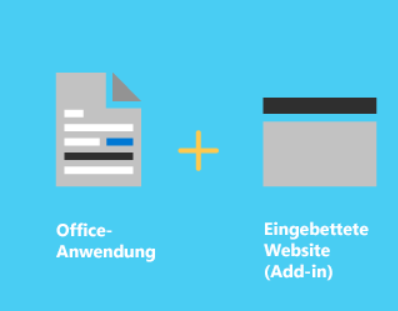 Office-
Anwendung
Eingebettete
Website
(Add-in)